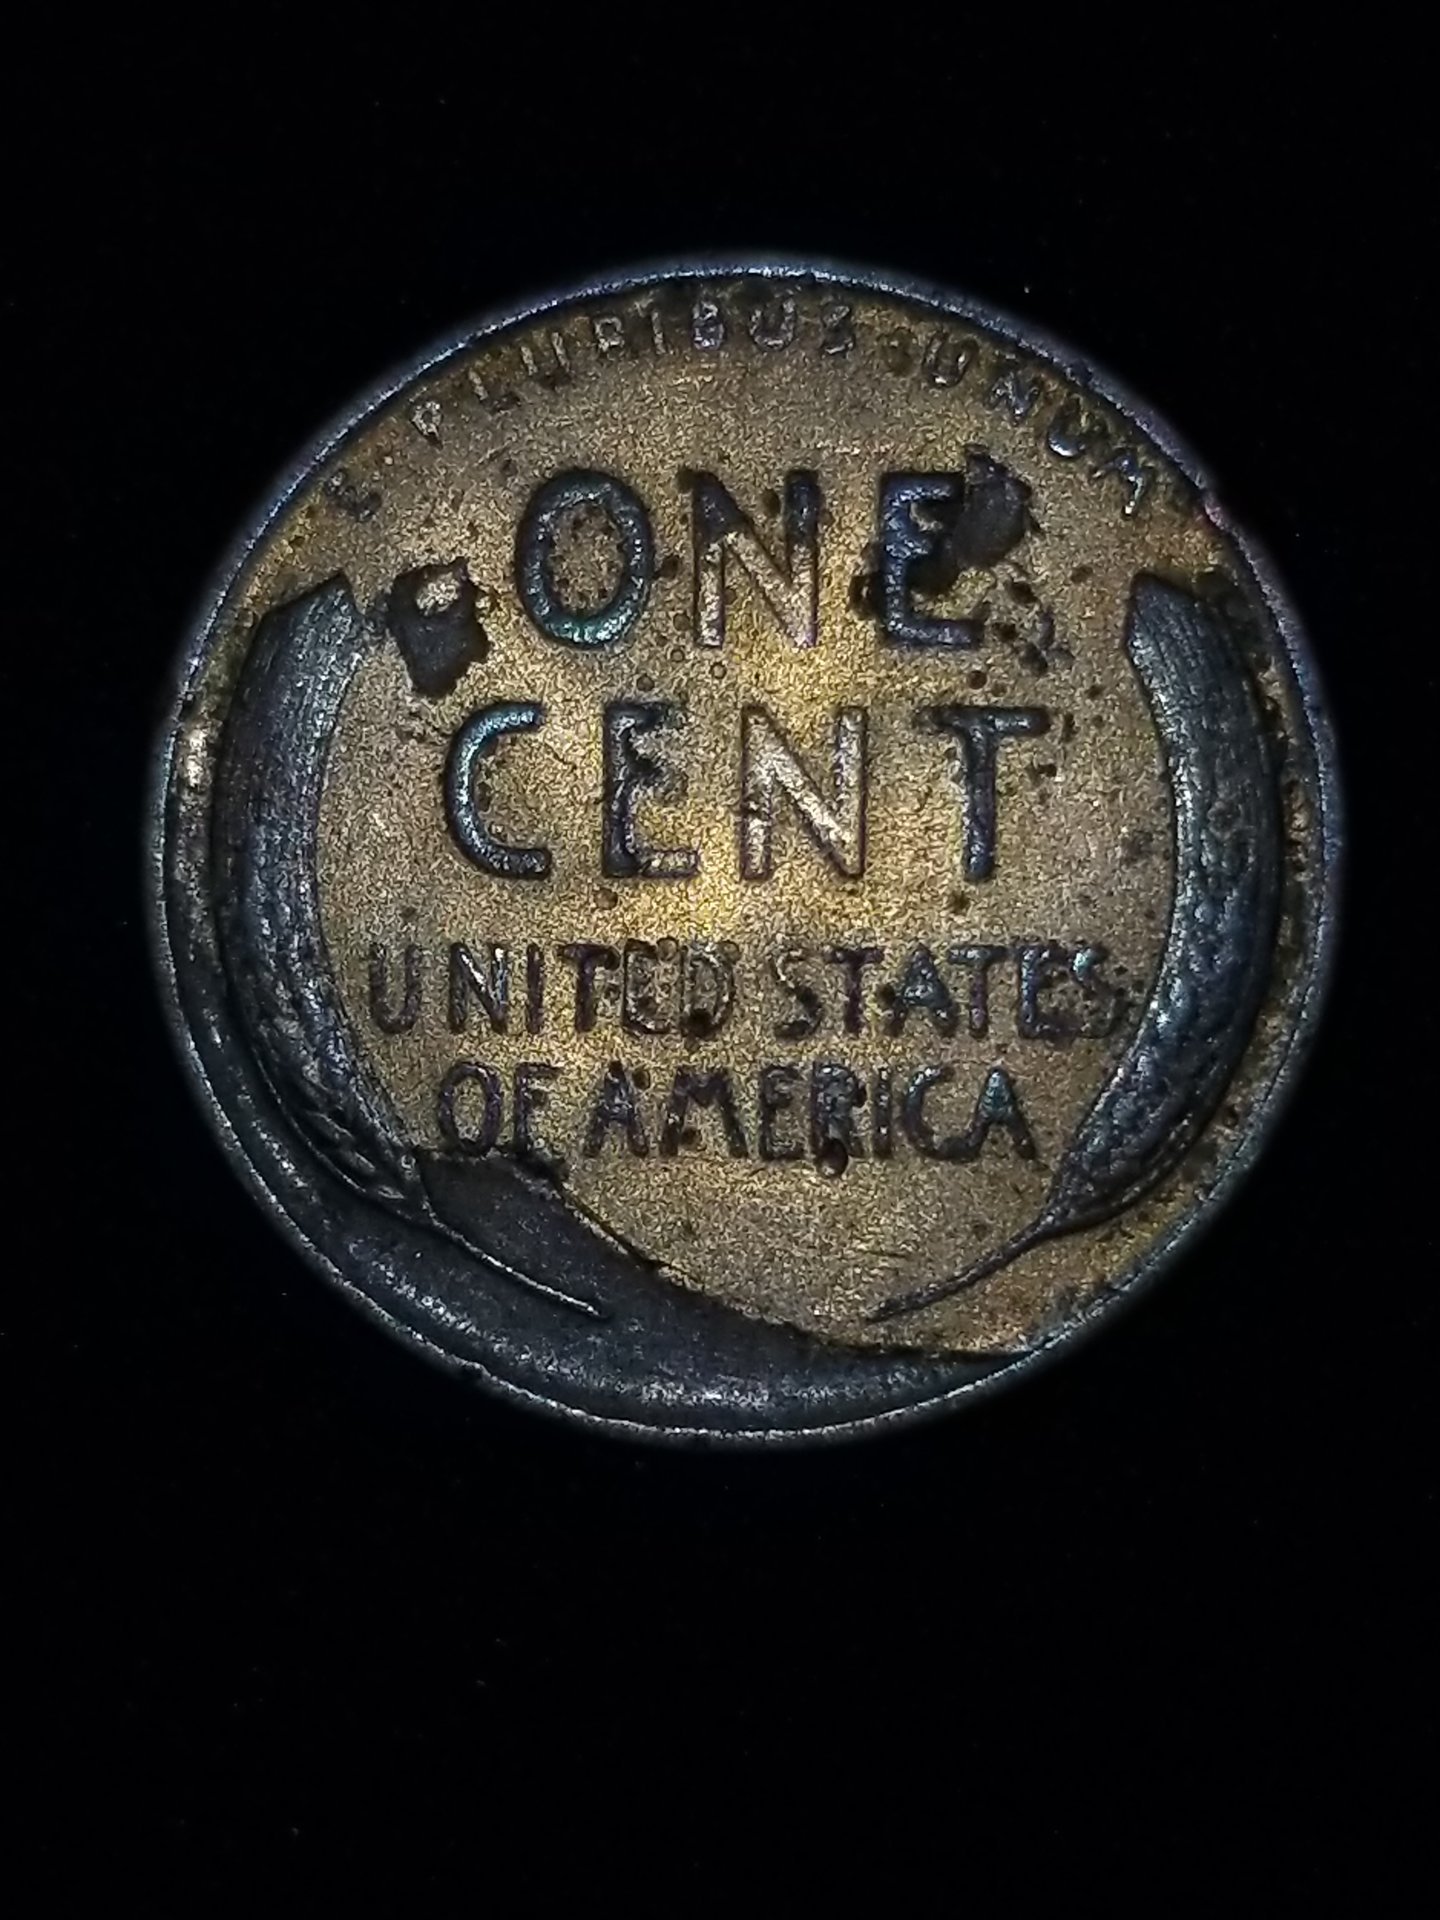 E · PLURIBUS · UNUM
ONE
CENT
UNITED STATES
OF AMERICA